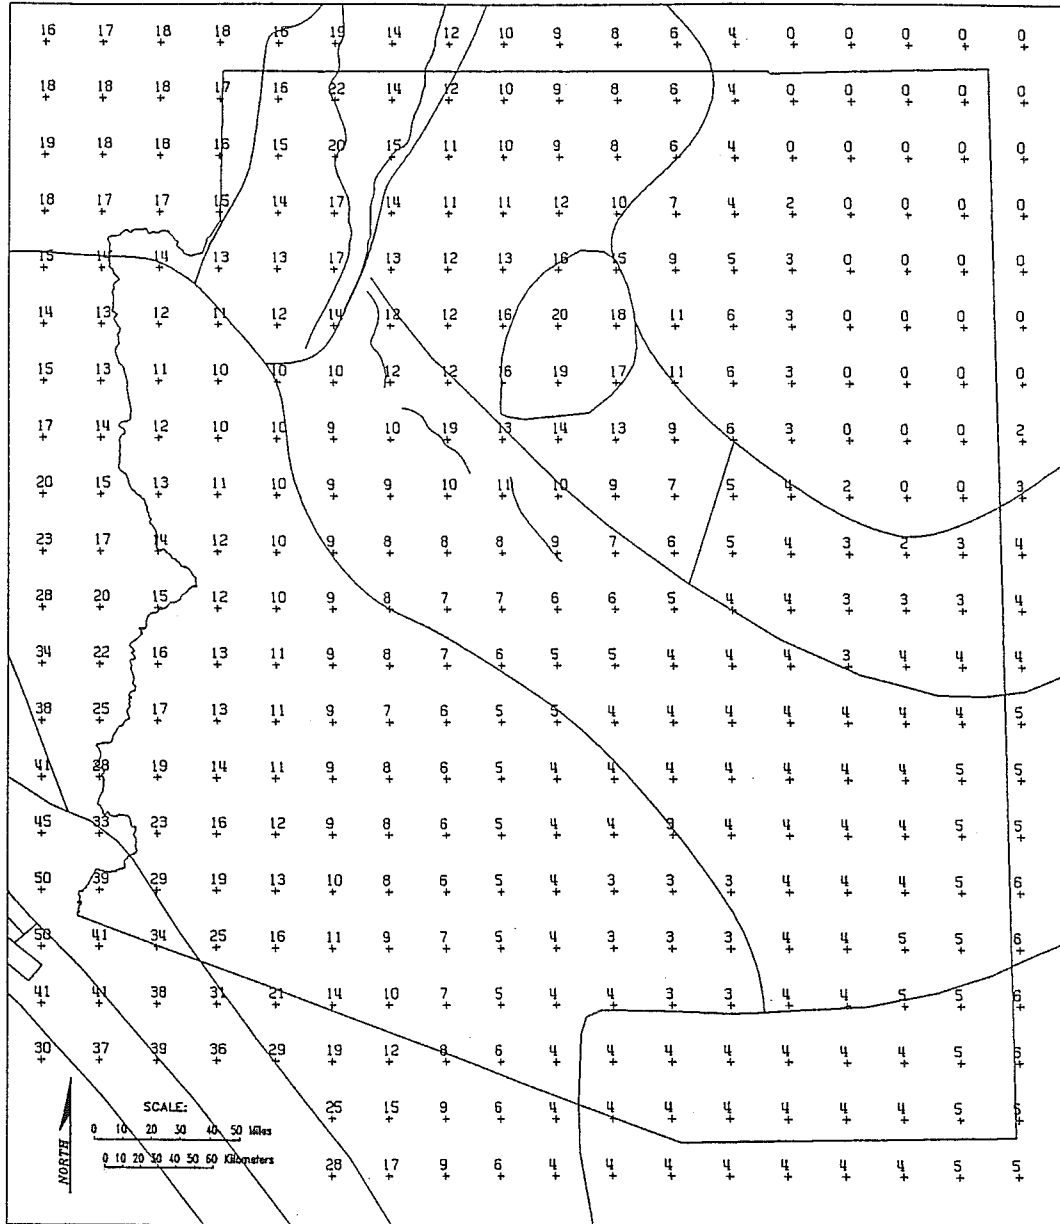 16 17 18 18 16 19 14 12 10 9 8 6 4 0 0 0 0 0
18 18 18 17 16 22 14 12 10 9 8 6 4 0 0 0 0 0
19 18 18 16 15 20 15 11 10 9 8 6 4 0 0 0 0 0
18 17 17 15 14 17 14 11 11 12 10 7 4 2 0 0 0 0
15 14 14 13 13 17 13 12 13 16 15 9 5 3 0 0 0 0
14 13 12 11 12 14 12 12 16 20 18 11 6 3 0 0 0 0
15 13 11 10 10 10 12 12 16 19 17 11 6 3 0 0 0 0
17 14 12 10 10 9 10 19 13 14 13 9 6 3 0 0 0 2
20 15 13 11 10 9 9 10 11 10 9 7 5 4 2 0 0 3
23 17 14 12 10 9 8 8 8 9 7 6 5 4 3 2 3 4
28 20 15 12 10 9 8 7 7 6 6 5 4 4 3 3 3 4
34 22 16 13 11 9 8 7 6 5 5 4 4 4 3 4 4 4
38 25 17 13 11 9 7 6 5 5 4 4 4 4 4 4 4 5
41 28 19 14 11 9 8 6 5 4 4 4 4 4 4 4 5 5
45 33 23 16 12 9 8 6 5 4 4 3 4 4 4 4 5 5
50 39 29 19 13 10 8 6 5 4 3 3 3 4 4 4 5 6
50 41 34 25 16 11 9 7 5 4 3 3 3 4 4 5 5 6
41 41 38 31 21 14 10 7 5 4 4 3 3 4 4 5 5 6
30 37 39 36 29 19 12 8 6 4 4 4 4 4 4 4 5 6
25 15 9 6 4 4 4 4 4 4 4 5 5
28 17 9 6 4 4 4 4 4 4 4 5 5
NORTH
SCALE:
0 10 20 30 40 50 Miles
0 10 20 30 40 50 60 Kilometers